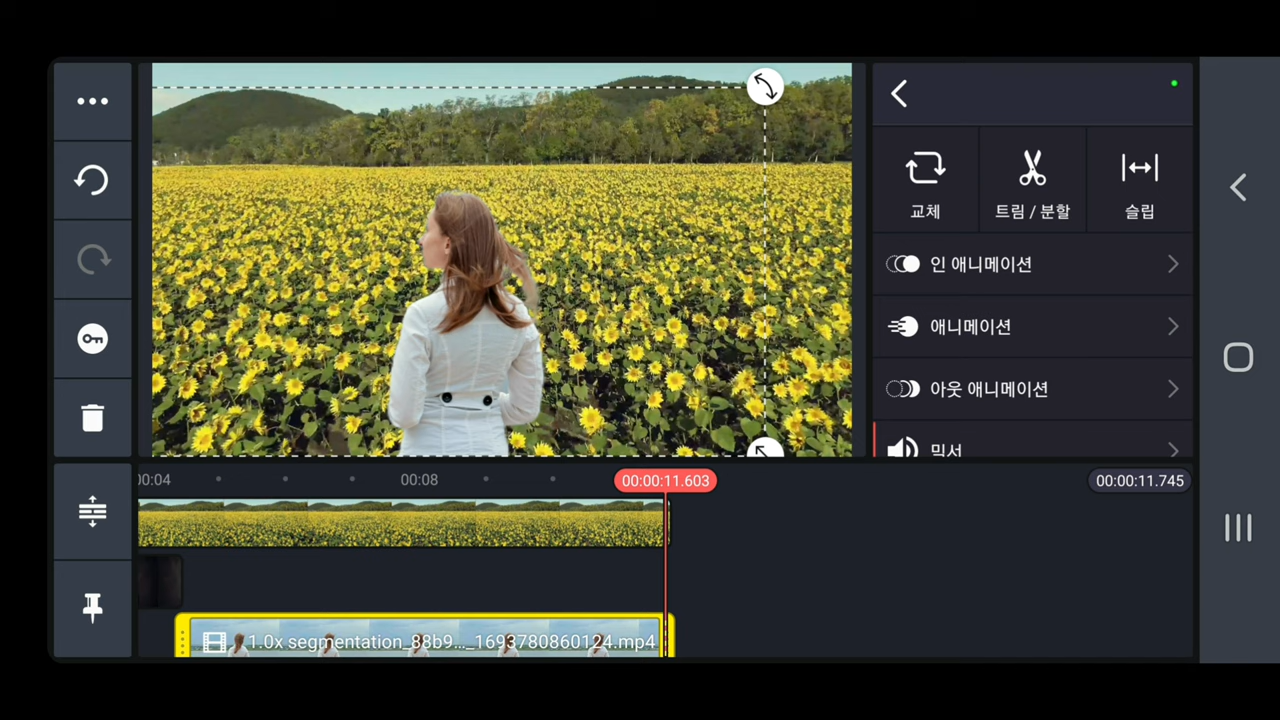 교체
트림 / 분할
슬립
인 애니메이션
애니메이션
아웃 애니메이션
믹서
00:04
00:08
00:00:11.603
00:00:11.745
1.0x segmentation_88b9..._1693780860124.mp4